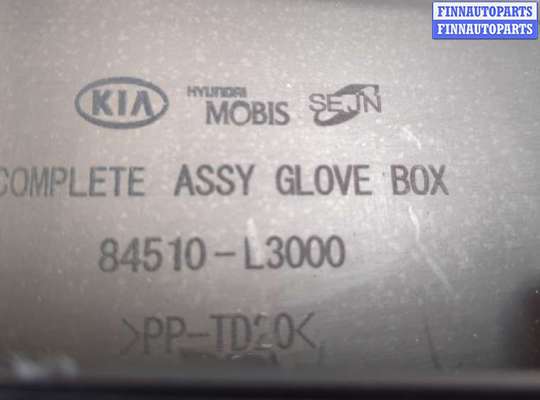 FINNAUTOPARTS
FINNAUTOPARTS
KIA HYUNDAI MOBIS SEJN
COMPLETE ASSY GLOVE BOX
84510-L3000
>PP-TD20<